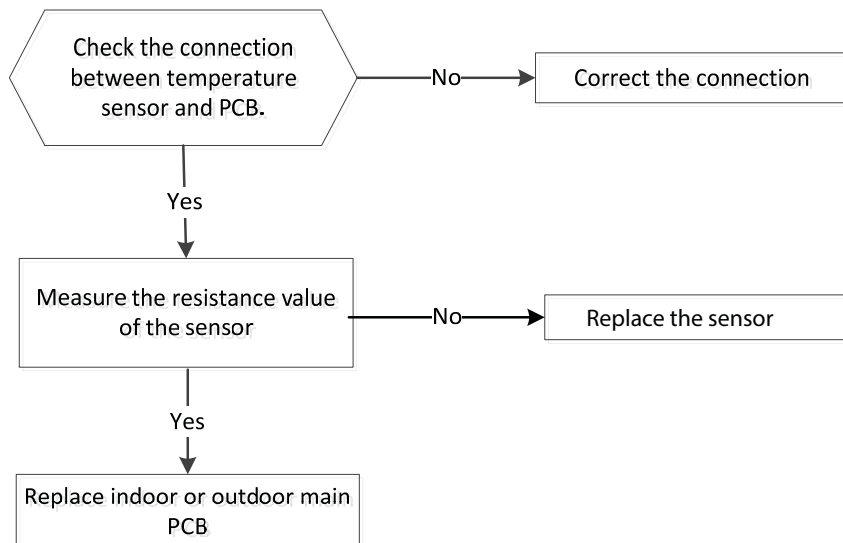 Check the connection
between temperature
sensor and PCB.
No
Correct the connection
Yes
Measure the resistance value
of the sensor
No
Replace the sensor
Yes
Replace indoor or outdoor main
PCB